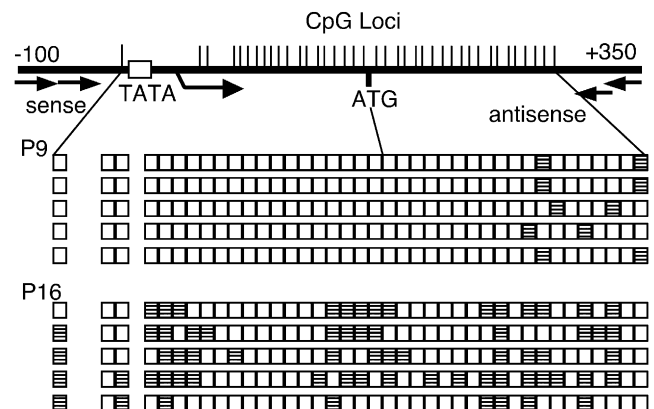 CpG Loci
-100
+350
sense
TATA
ATG
antisense
P9
P16